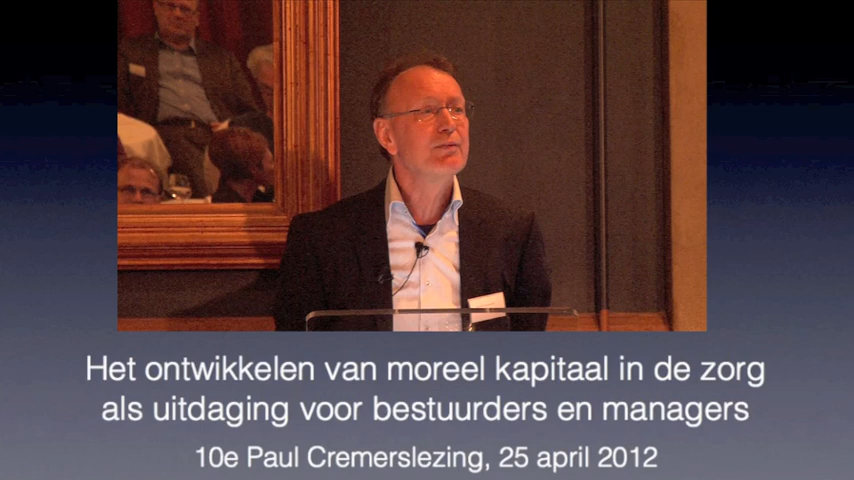 Het ontwikkelen van moreel kapitaal in de zorg
als uitdaging voor bestuurders en managers
10e Paul Cremerslezing, 25 april 2012